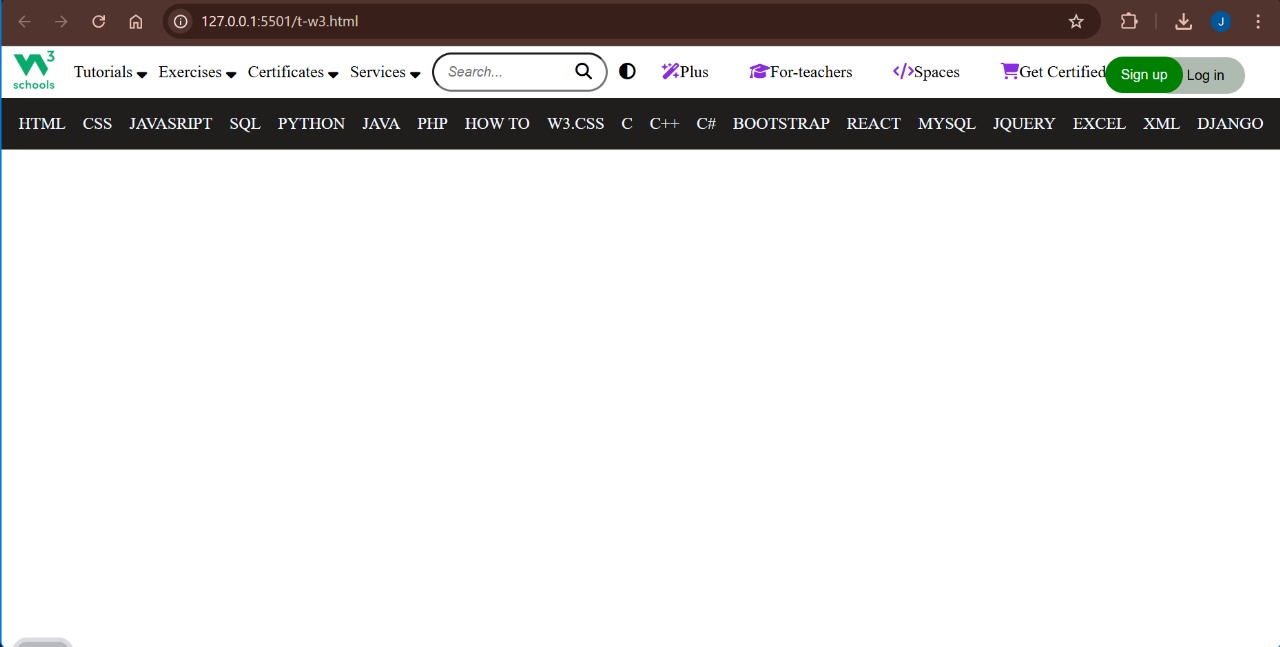 127.0.0.1:5501/t-w3.html
J
W3 schools
Tutorials Exercises Certificates Services Search... Plus For-teachers </>Spaces Get Certified Sign up Log in
HTML CSS JAVASRIPT SQL PYTHON JAVA PHP HOW TO W3.CSS C C++ C# BOOTSTRAP REACT MYSQL JQUERY EXCEL XML DJANGO